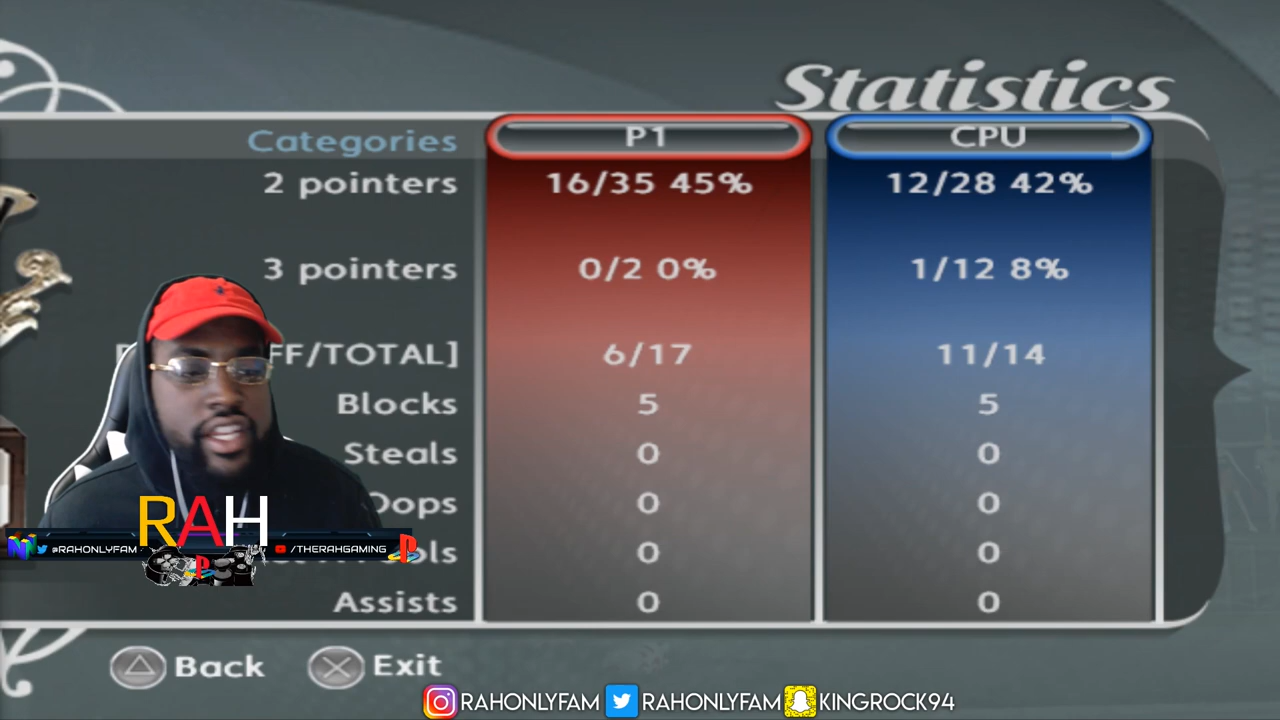 Statistics
Categories P1 CPU
2 pointers 16/35 45% 12/28 42%
3 pointers 0/2 0% 1/12 8%
FF/TOTAL] 6/17 11/14
Blocks 5 5
Steals 0 0
Oops 0 0
ols 0 0
Assists 0 0
RAH
@RAHONLYFAM /THERAHGAMING
Back Exit
RAHONLYFAM RAHONLYFAM KINGROCK94